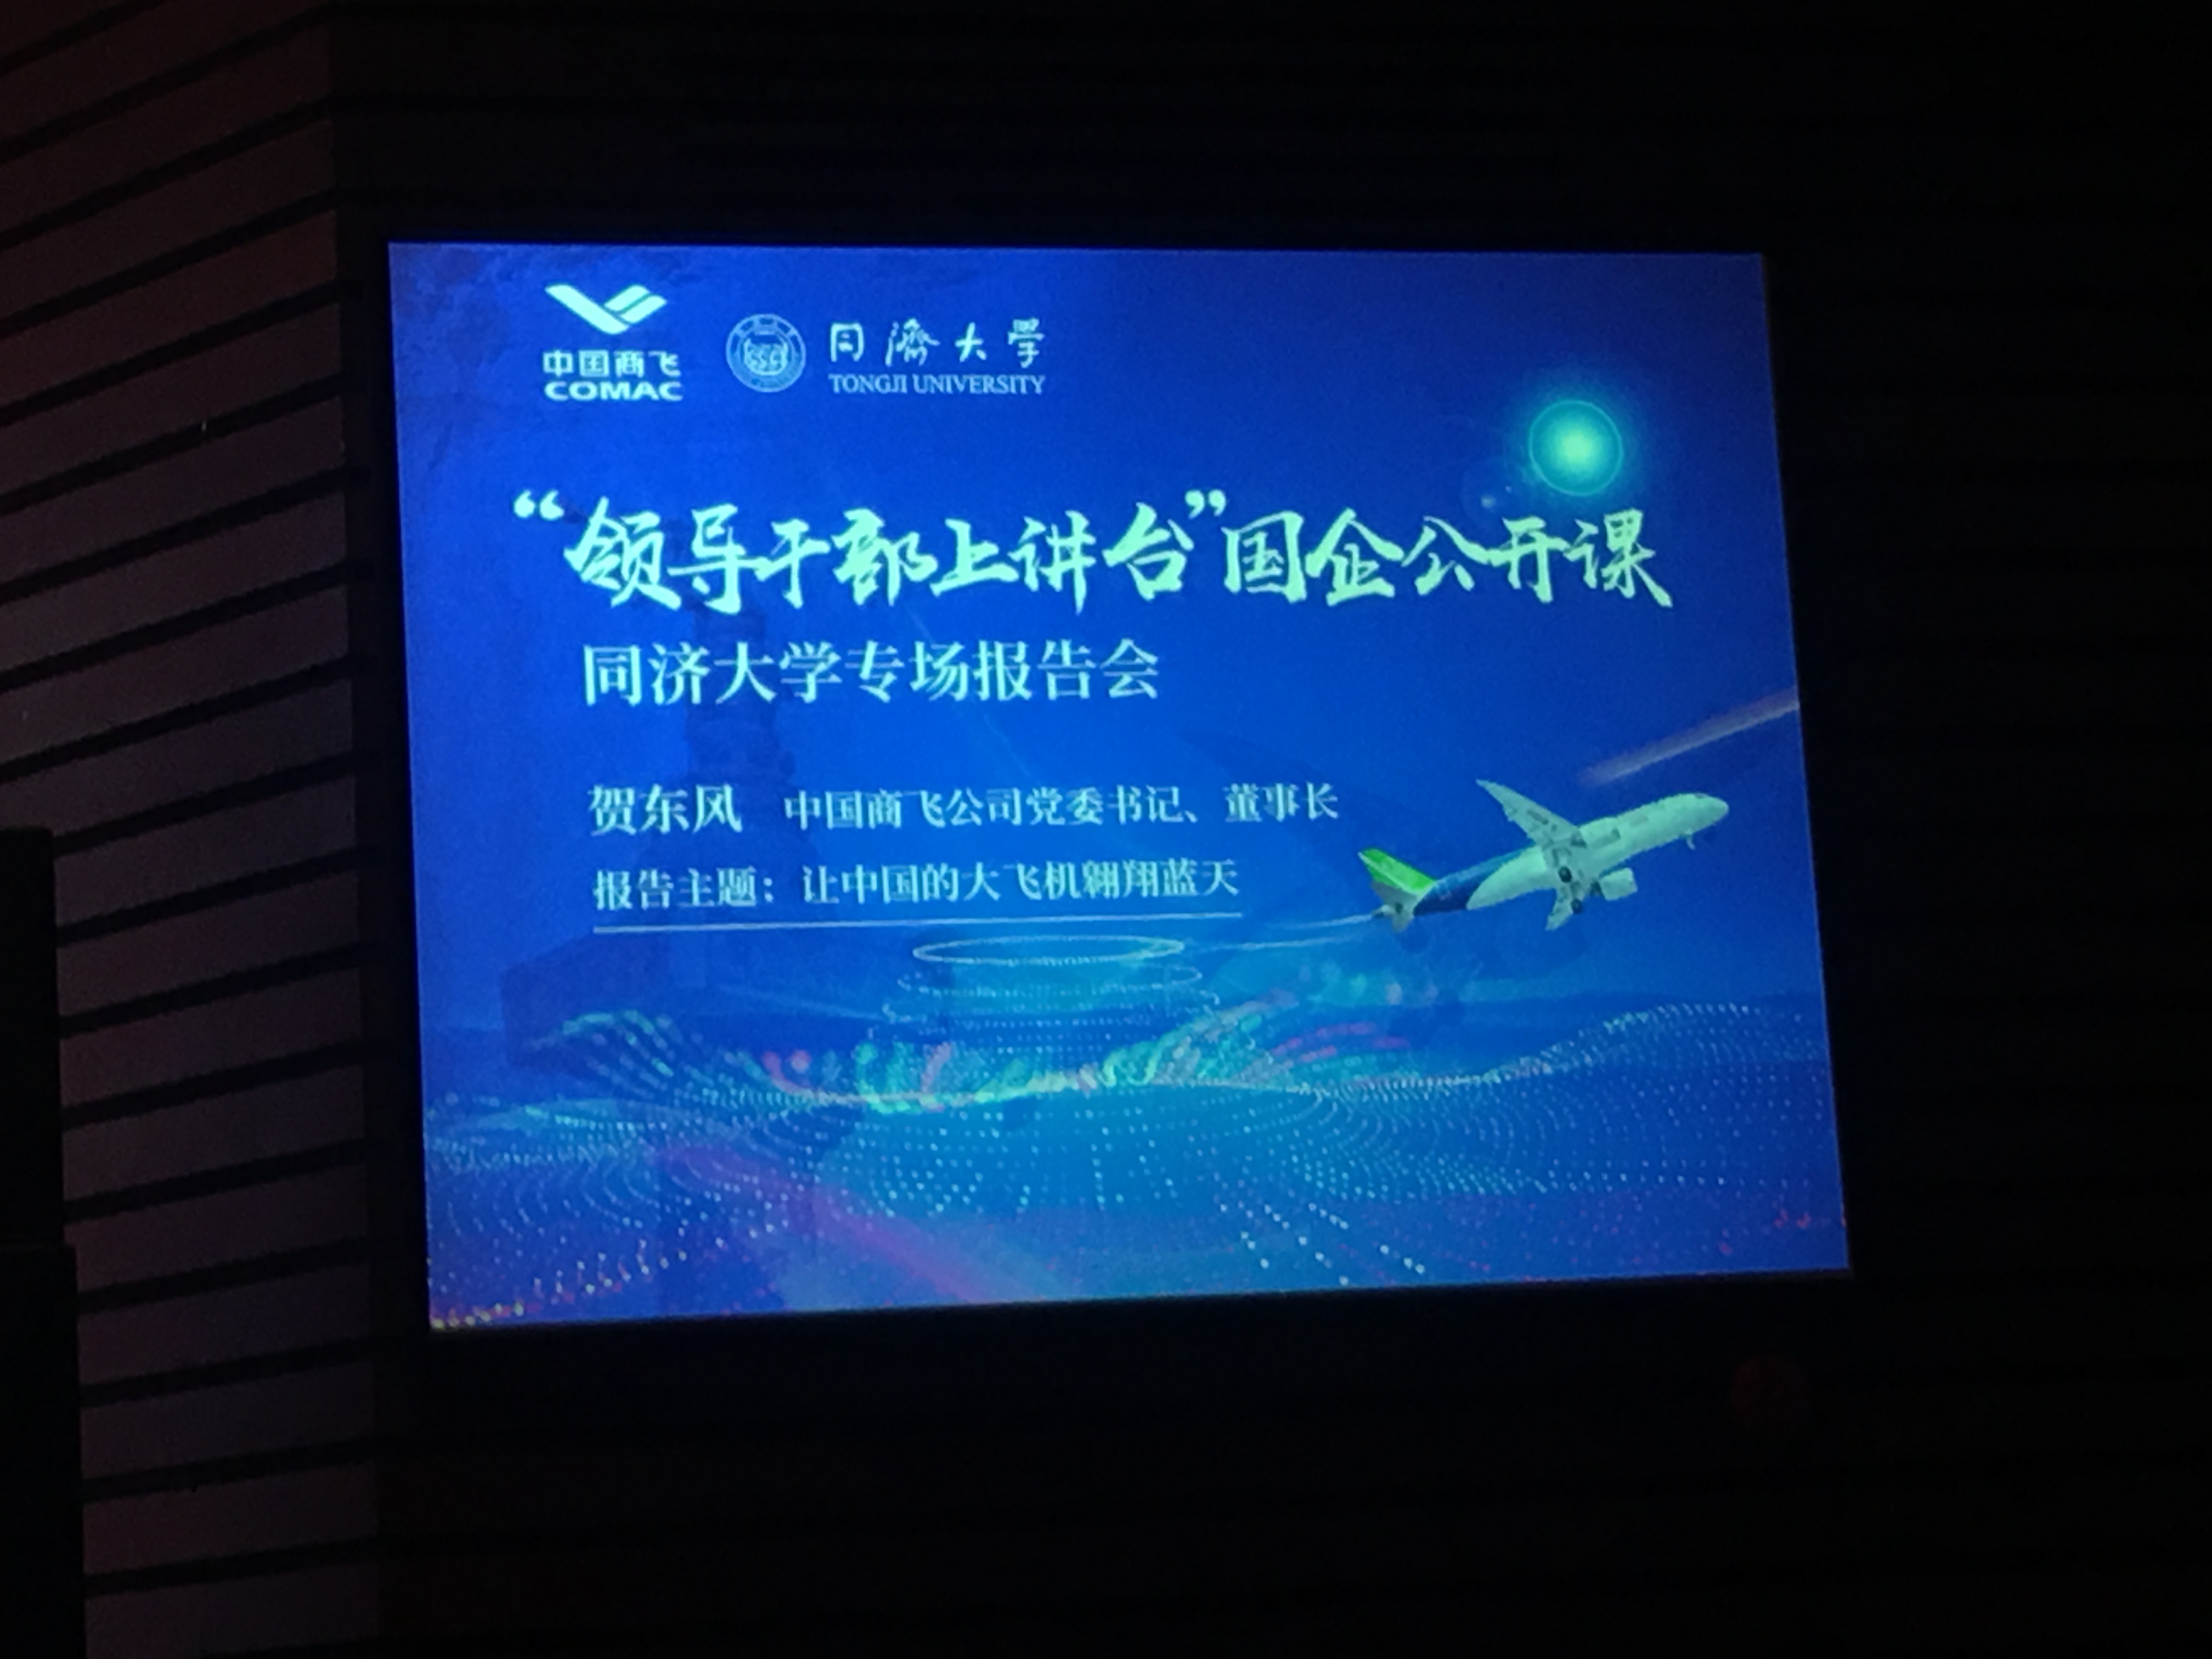 中国商飞
COMAC
同濟大學
TONGJI UNIVERSITY
“领导干部上讲台”国企公开课
同济大学专场报告会
贺东风 中国商飞公司党委书记、董事长
报告主题：让中国的大飞机翱翔蓝天